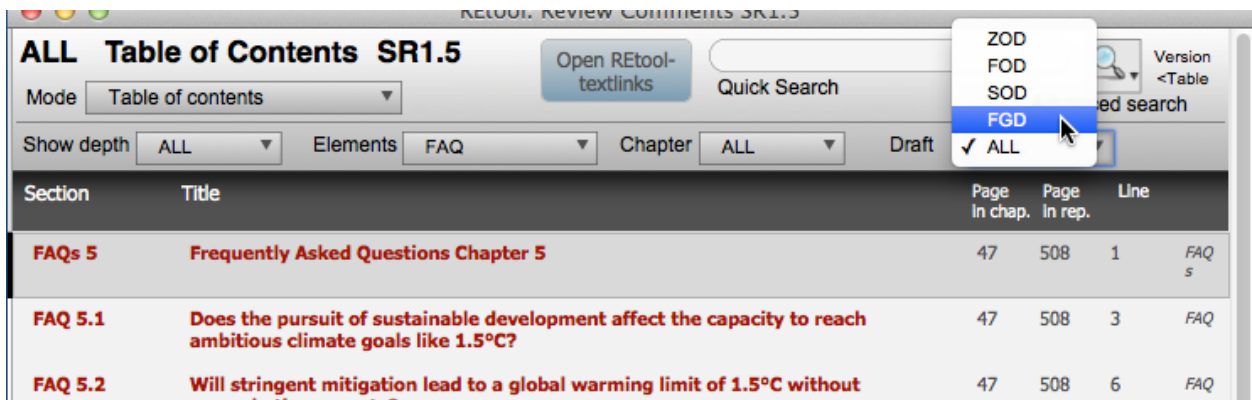 REtool: Review Comments SR1.5
ALL Table of Contents SR1.5
Open REtool-
textlinks
Quick Search
Version
<Table
ed search
Mode Table of contents
ZOD
FOD
SOD
FGD
✓ ALL
Show depth ALL Elements FAQ Chapter ALL Draft
Section Title Page In chap. Page In rep. Line
FAQs 5 Frequently Asked Questions Chapter 5 47 508 1 FAQ
s
FAQ 5.1 Does the pursuit of sustainable development affect the capacity to reach 47 508 3 FAQ
ambitious climate goals like 1.5°C?
FAQ 5.2 Will stringent mitigation lead to a global warming limit of 1.5°C without 47 508 6 FAQ